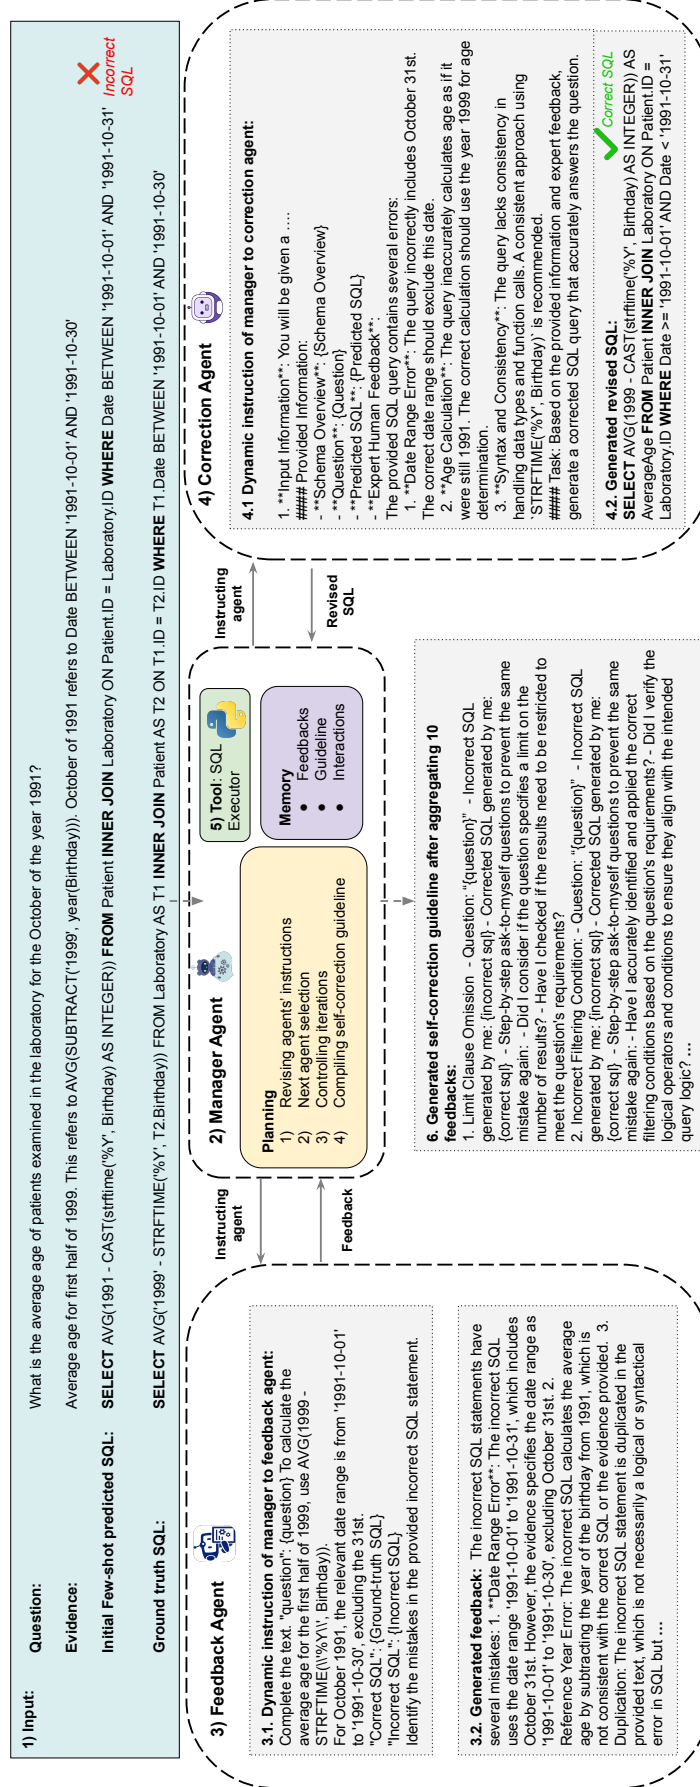 1) Input:
Question: What is the average age of patients examined in the laboratory for the October of the year 1991?
Evidence: Average age for first half of 1999. This refers to AVG(SUBTRACT('1999', year(Birthday))). October of 1991 refers to Date BETWEEN '1991-10-01' AND '1991-10-30'
Initial Few-shot predicted SQL: SELECT AVG(1991 - CAST(strftime('%Y', Birthday) AS INTEGER)) FROM Patient INNER JOIN Laboratory ON Patient.ID = Laboratory.ID WHERE Date BETWEEN '1991-10-01' AND '1991-10-31'
Incorrect
SQL
Ground truth SQL: SELECT AVG('1999' - STRFTIME('%Y', T2.Birthday)) FROM Laboratory AS T1 INNER JOIN Patient AS T2 ON T1.ID = T2.ID WHERE T1.Date BETWEEN '1991-10-01' AND '1991-10-30'
3) Feedback Agent
3.1. Dynamic instruction of manager to feedback agent:
Complete the text. "question": {question} To calculate the
average age for the first half of 1999, use AVG(1999 -
STRFTIME(\\'%Y\\', Birthday)).
For October 1991, the relevant date range is from '1991-10-01'
to '1991-10-30', excluding the 31st.
"Correct SQL": {Ground-truth SQL}
"Incorrect SQL": {Incorrect SQL}
Identify the mistakes in the provided incorrect SQL statement.
3.2. Generated feedback: The incorrect SQL statements have
several mistakes: 1. **Date Range Error**: The incorrect SQL
uses the date range '1991-10-01' to '1991-10-31', which includes
October 31st. However, the evidence specifies the date range as
'1991-10-01' to '1991-10-30', excluding October 31st. 2.
Reference Year Error: The incorrect SQL calculates the average
age by subtracting the year of the birthday from 1991, which is
not consistent with the correct SQL or the evidence provided. 3.
Duplication: The incorrect SQL statement is duplicated in the
provided text, which is not necessarily a logical or syntactical
error in SQL but ...
Instructing
agent
Feedback
2) Manager Agent
Planning
1) Revising agents' instructions
2) Next agent selection
3) Controlling iterations
4) Compiling self-correction guideline
5) Tool: SQL
Executor
Memory
● Feedbacks
● Guideline
● Interactions
6. Generated self-correction guideline after aggregating 10
feedbacks:
1. Limit Clause Omission - Question: "{question}" - Incorrect SQL
generated by me: {incorrect sql} - Corrected SQL generated by me:
{correct sql} - Step-by-step ask-to-myself questions to prevent the same
mistake again: - Did I consider if the question specifies a limit on the
number of results? - Have I checked if the results need to be restricted to
meet the question's requirements?
2. Incorrect Filtering Condition: - Question: "{question}" - Incorrect SQL
generated by me: {incorrect sql} - Corrected SQL generated by me:
{correct sql} - Step-by-step ask-to-myself questions to prevent the same
mistake again: - Have I accurately identified and applied the correct
filtering conditions based on the question's requirements? - Did I verify the
logical operators and conditions to ensure they align with the intended
query logic? ...
Instructing
agent
Revised
SQL
4) Correction Agent
4.1 Dynamic instruction of manager to correction agent:
1. **Input Information**: You will be given a ....
##### Provided Information:
- **Schema Overview**: {Schema Overview}
- **Question**: {Question}
- **Predicted SQL**: {Predicted SQL}
- **Expert Human Feedback**:
The provided SQL query contains several errors:
1. **Date Range Error**: The query incorrectly includes October 31st.
The correct date range should exclude this date.
2. **Age Calculation**: The query inaccurately calculates age as if it
were still 1991. The correct calculation should use the year 1999 for age
determination.
3. **Syntax and Consistency**: The query lacks consistency in
handling data types and function calls. A consistent approach using
`STRFTIME('%Y', Birthday)` is recommended.
##### Task: Based on the provided information and expert feedback,
generate a corrected SQL query that accurately answers the question.
4.2. Generated revised SQL:
Correct SQL
SELECT AVG(1999 - CAST(strftime('%Y', Birthday) AS INTEGER)) AS
AverageAge FROM Patient INNER JOIN Laboratory ON Patient.ID =
Laboratory.ID WHERE Date >= '1991-10-01' AND Date < '1991-10-31'